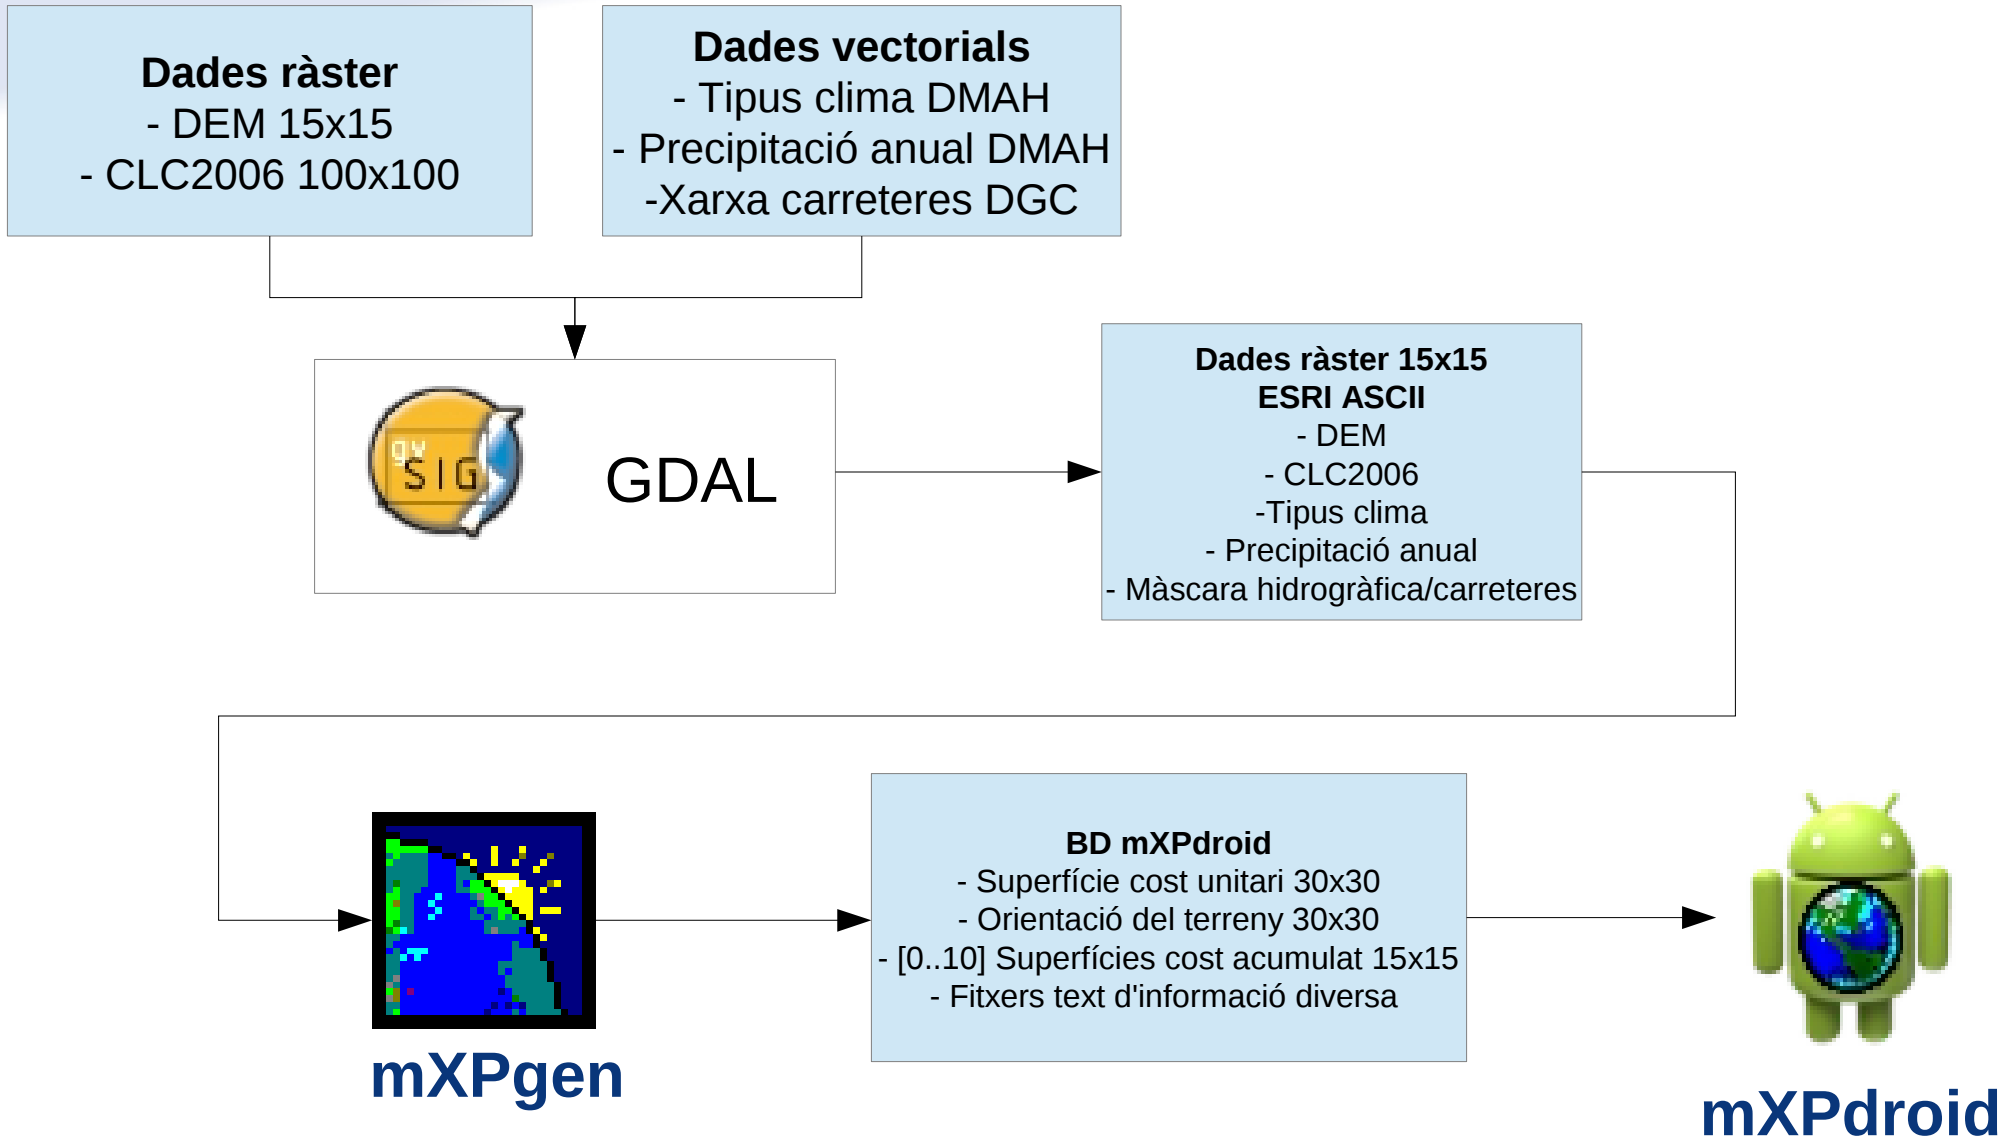 Dades ràster
- DEM 15x15
- CLC2006 100x100
Dades vectorials
- Tipus clima DMAH
- Precipitació anual DMAH
-Xarxa carreteres DGC
gv
SIG
GDAL
Dades ràster 15x15
ESRI ASCII
- DEM
- CLC2006
-Tipus clima
- Precipitació anual
- Màscara hidrogràfica/carreteres
mXPgen
BD mXPdroid
- Superfície cost unitari 30x30
- Orientació del terreny 30x30
- [0..10] Superfícies cost acumulat 15x15
- Fitxers text d'informació diversa
mXPdroid